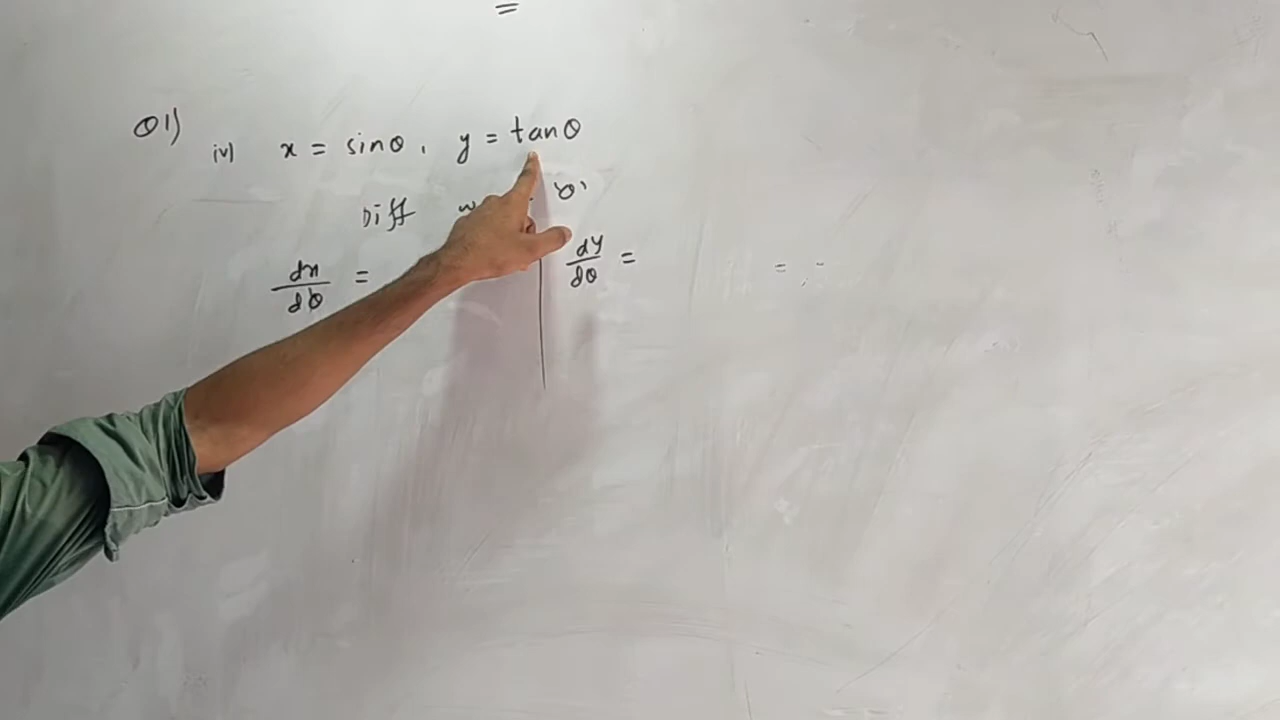 =
Q1)
iv) x = sinθ, y = tanθ
Diff 'θ'
dx/dθ = | dy/dθ =